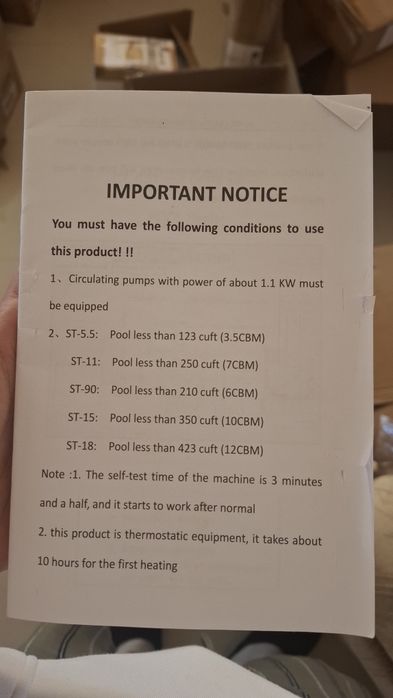 IMPORTANT NOTICE
You must have the following conditions to use
this product! !!
1、Circulating pumps with power of about 1.1 KW must
be equipped
2、ST-5.5: Pool less than 123 cuft (3.5CBM)
ST-11: Pool less than 250 cuft (7CBM)
ST-90: Pool less than 210 cuft (6CBM)
ST-15: Pool less than 350 cuft (10CBM)
ST-18: Pool less than 423 cuft (12CBM)
Note :1. The self-test time of the machine is 3 minutes
and a half, and it starts to work after normal
2. this product is thermostatic equipment, it takes about
10 hours for the first heating